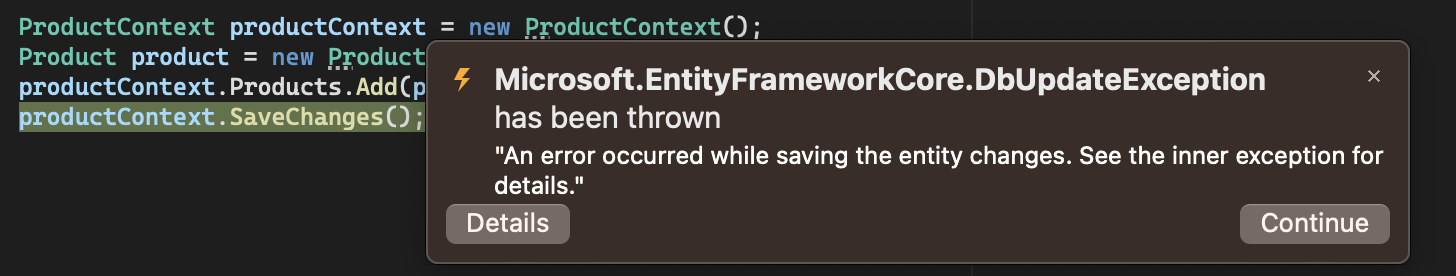 ProductContext productContext = new ProductContext();
Product product = new Product
productContext.Products.Add(p
productContext.SaveChanges();
Microsoft.EntityFrameworkCore.DbUpdateException
has been thrown
"An error occurred while saving the entity changes. See the inner exception for
details."
Details
Continue